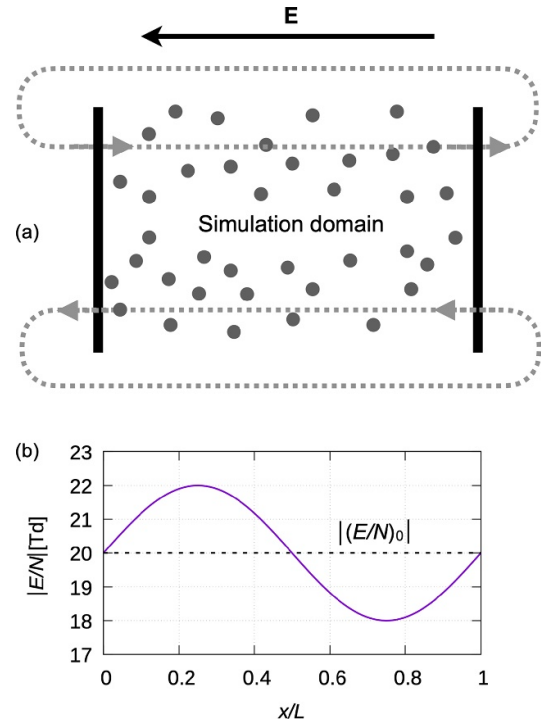 E
(a)
Simulation domain
(b)
23
22
21
20
19
18
17
|E/N|[Td]
|(E/N)₀|
0
0.2
0.4
0.6
0.8
1
x/L